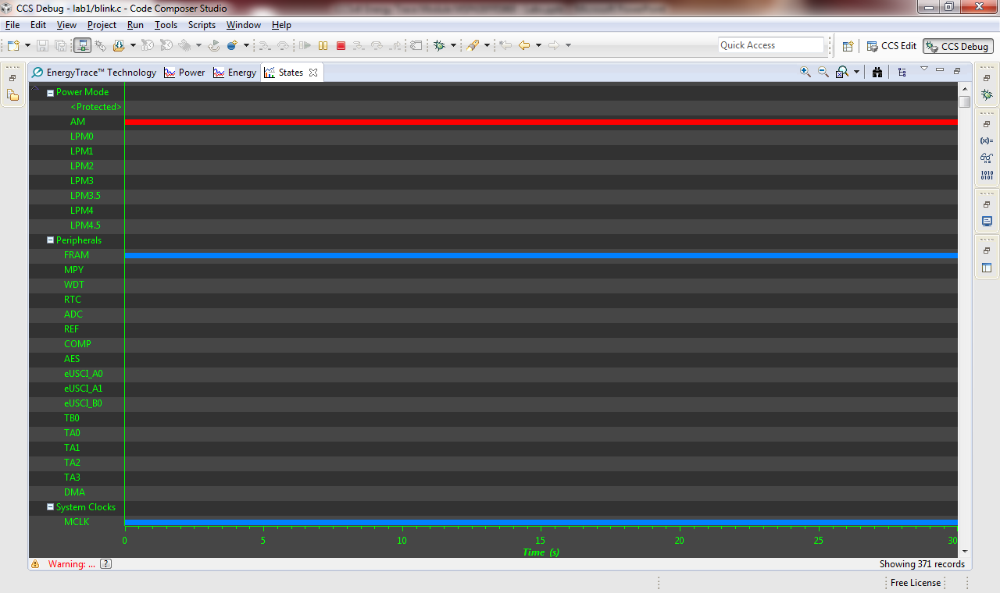 CCS Debug - lab1/blink.c - Code Composer Studio
File Edit View Project Run Tools Scripts Window Help
Quick Access
CCS Edit
CCS Debug
EnergyTrace™ Technology
Power
Energy
States
Power Mode
<Protected>
AM
LPM0
LPM1
LPM2
LPM3
LPM3.5
LPM4
LPM4.5
Peripherals
FRAM
MPY
WDT
RTC
ADC
REF
COMP
AES
eUSCI_A0
eUSCI_A1
eUSCI_B0
TB0
TA0
TA1
TA2
TA3
DMA
System Clocks
MCLK
0 5 10 15 20 25 30
Time (s)
Warning: ... ?
Showing 371 records
Free License
(x)=
1010
0101